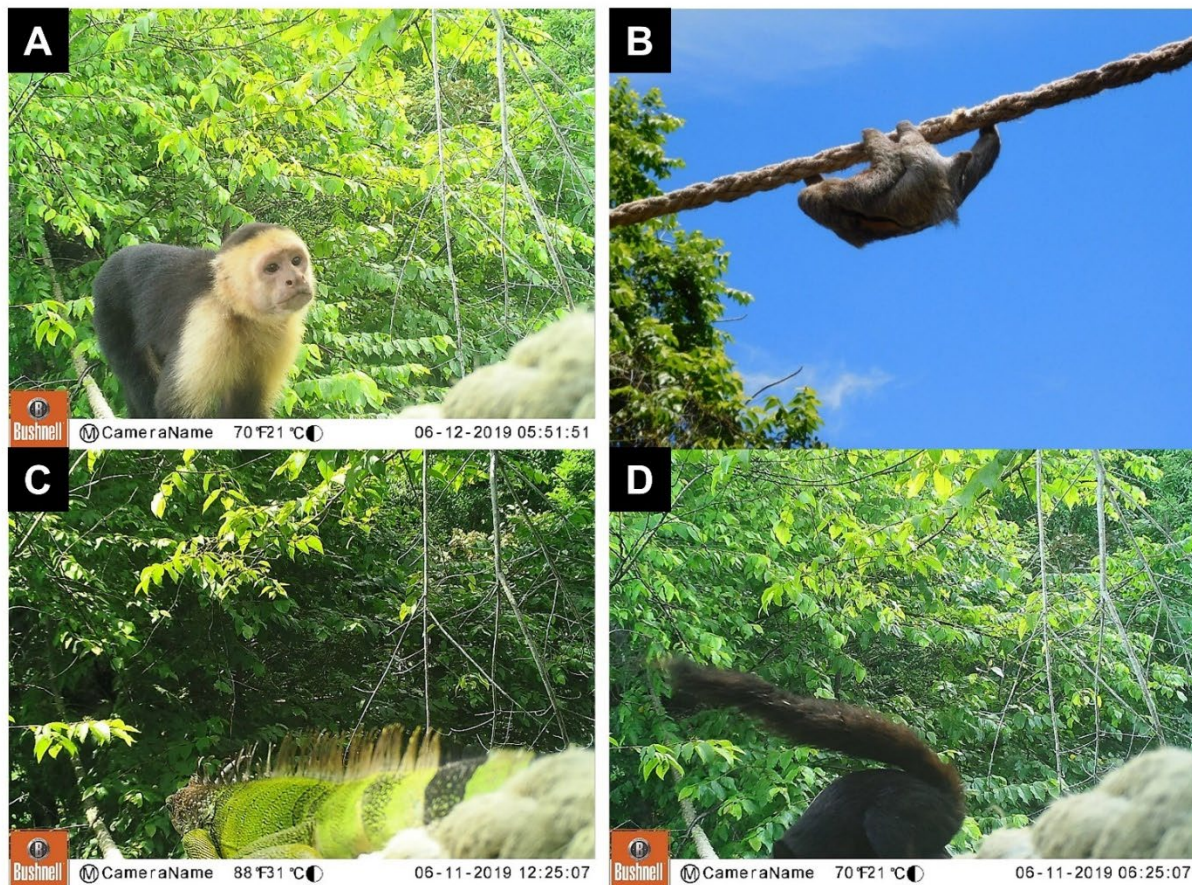 A
B
Bushnell
M CameraName 70°F21°C 06-12-2019 05:51:51
C
D
Bushnell
M CameraName 88°F31°C 06-11-2019 12:25:07
Bushnell
M CameraName 70°F21°C 06-11-2019 06:25:07